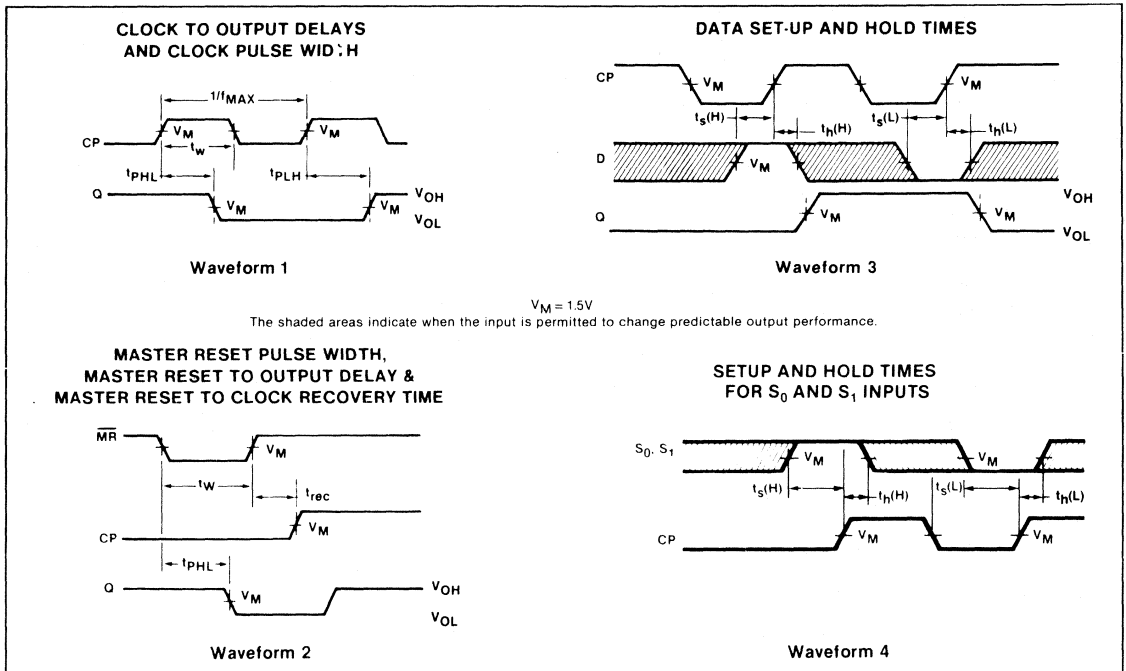 CLOCK TO OUTPUT DELAYS
AND CLOCK PULSE WIDTH
1/fMAX
CP
VM
VM
tw
tPHL
tPLH
Q
VM
VM
VOH
VOL
Waveform 1
DATA SET-UP AND HOLD TIMES
CP
VM
VM
ts(H)
th(H)
ts(L)
th(L)
D
VM
VOH
Q
VM
VM
VOL
Waveform 3
VM = 1.5V
The shaded areas indicate when the input is permitted to change predictable output performance.
MASTER RESET PULSE WIDTH,
MASTER RESET TO OUTPUT DELAY &
MASTER RESET TO CLOCK RECOVERY TIME
MR
VM
tW
trec
CP
VM
tPHL
Q
VM
VOH
VOL
Waveform 2
SETUP AND HOLD TIMES
FOR S0 AND S1 INPUTS
S0, S1
VM
VM
ts(H)
th(H)
ts(L)
th(L)
CP
VM
VM
Waveform 4